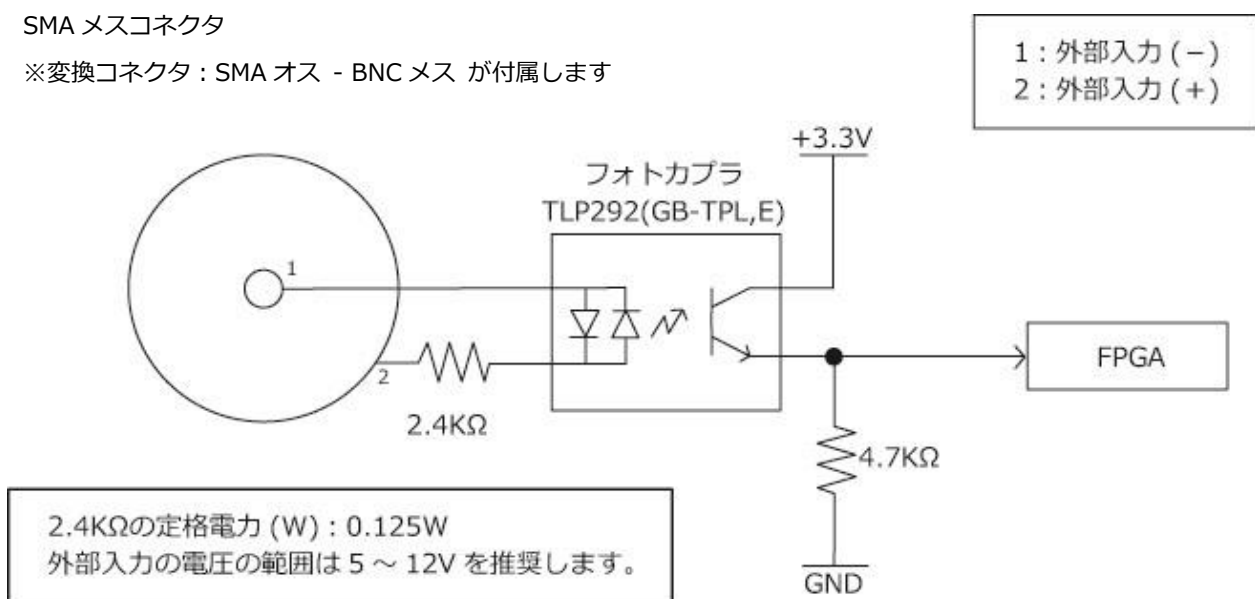 SMA メスコネクタ
※変換コネクタ：SMA オス - BNC メス が付属します
1：外部入力 (－)
2：外部入力 (＋)
+3.3V
フォトカプラ
TLP292(GB-TPL,E)
1
2
2.4KΩ
FPGA
4.7KΩ
GND
2.4KΩの定格電力 (W)：0.125W
外部入力の電圧の範囲は 5 ～ 12V を推奨します。